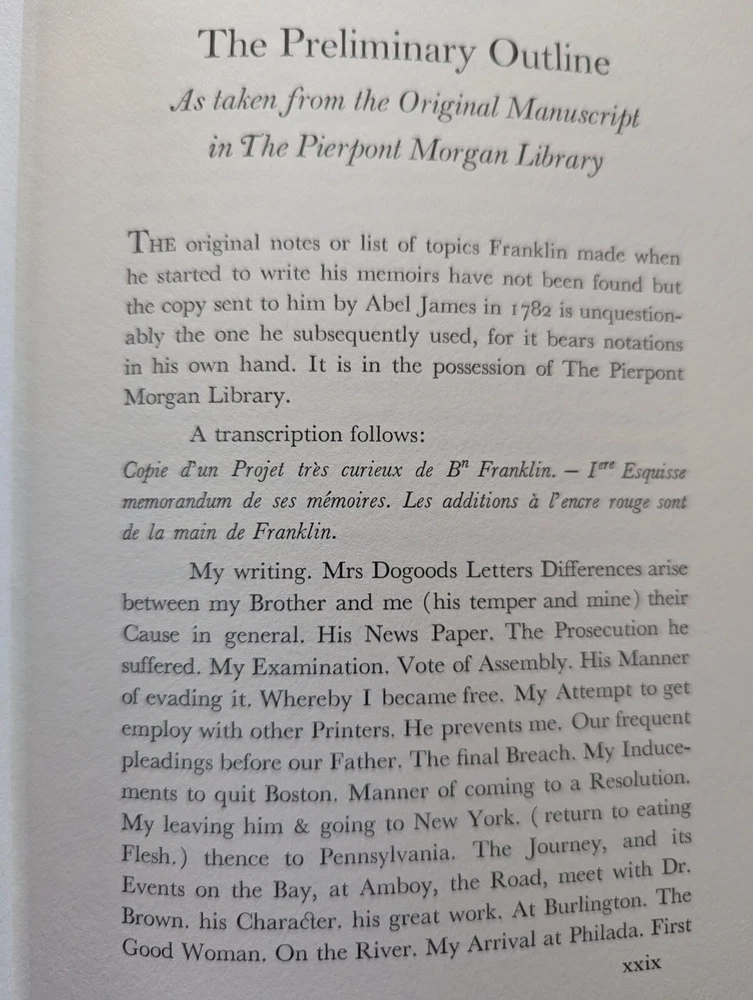 The Preliminary Outline
As taken from the Original Manuscript
in The Pierpont Morgan Library
THE original notes or list of topics Franklin made when
he started to write his memoirs have not been found but
the copy sent to him by Abel James in 1782 is unquestion-
ably the one he subsequently used, for it bears notations
in his own hand. It is in the possession of The Pierpont
Morgan Library.
A transcription follows:
Copie d'un Projet très curieux de Bⁿ Franklin. — Iᵉʳᵉ Esquisse
memorandum de ses mémoires. Les additions à l'encre rouge sont
de la main de Franklin.
My writing. Mrs Dogoods Letters Differences arise
between my Brother and me (his temper and mine) their
Cause in general. His News Paper. The Prosecution he
suffered. My Examination. Vote of Assembly. His Manner
of evading it. Whereby I became free. My Attempt to get
employ with other Printers. He prevents me. Our frequent
pleadings before our Father. The final Breach. My Induce-
ments to quit Boston. Manner of coming to a Resolution.
My leaving him & going to New York. (return to eating
Flesh.) thence to Pennsylvania. The Journey, and its
Events on the Bay, at Amboy, the Road, meet with Dr.
Brown. his Character. his great work. At Burlington. The
Good Woman. On the River. My Arrival at Philada. First
xxix